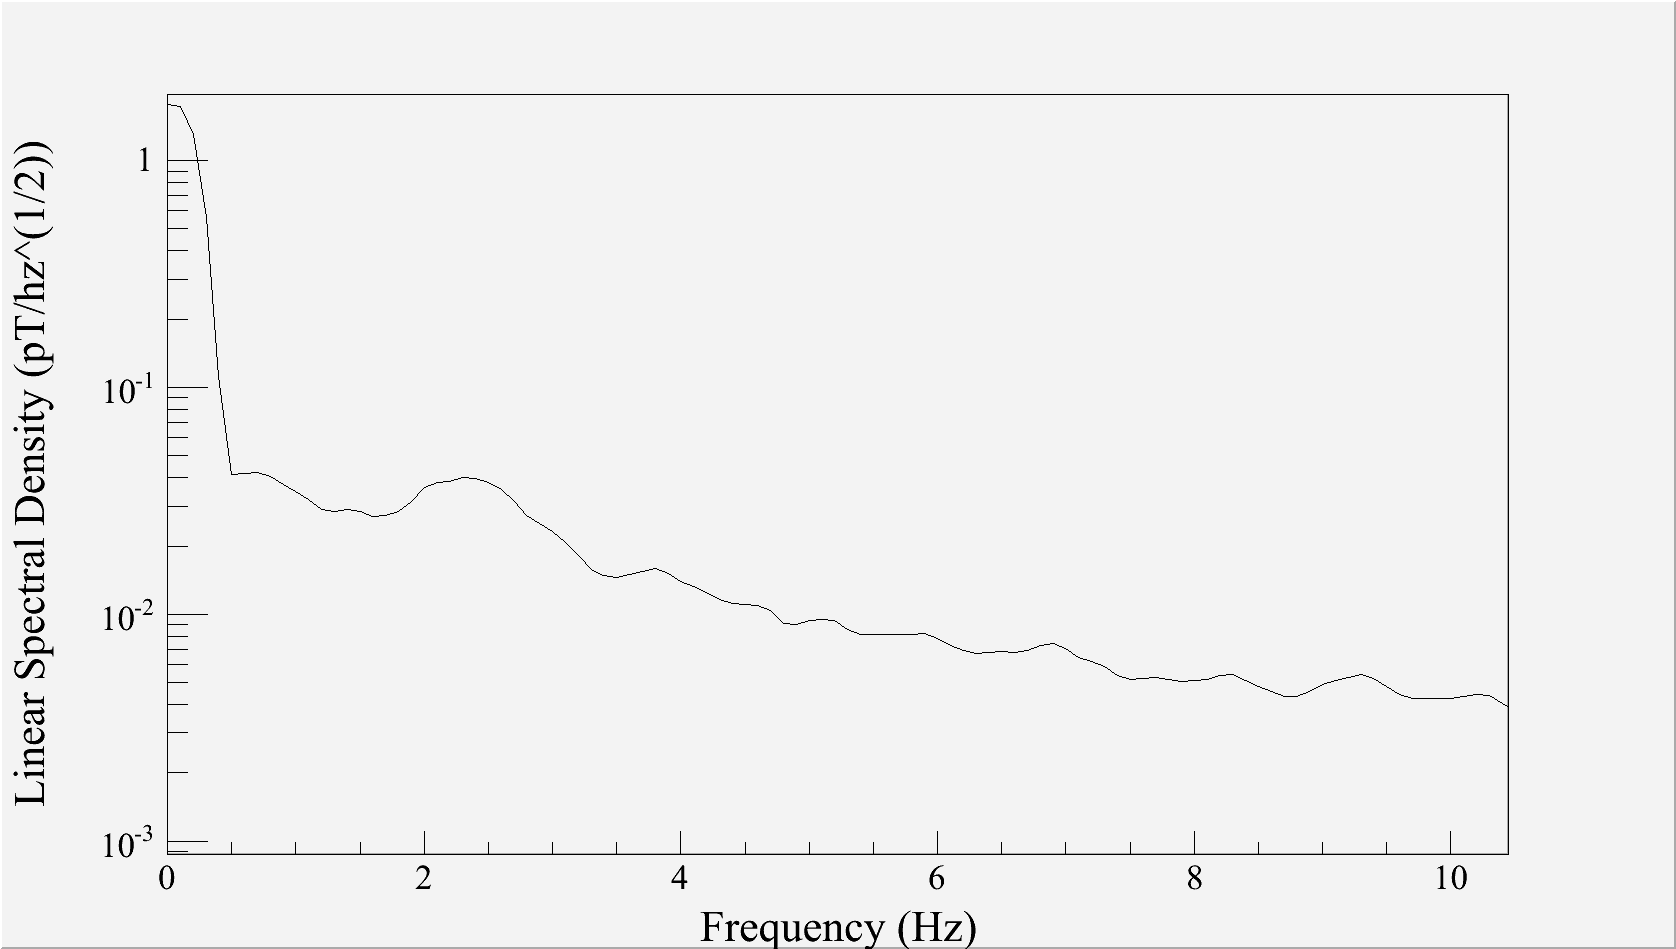 Linear Spectral Density (pT/hz^(1/2))
1
10-1
10-2
10-3
0 2 4 6 8 10
Frequency (Hz)